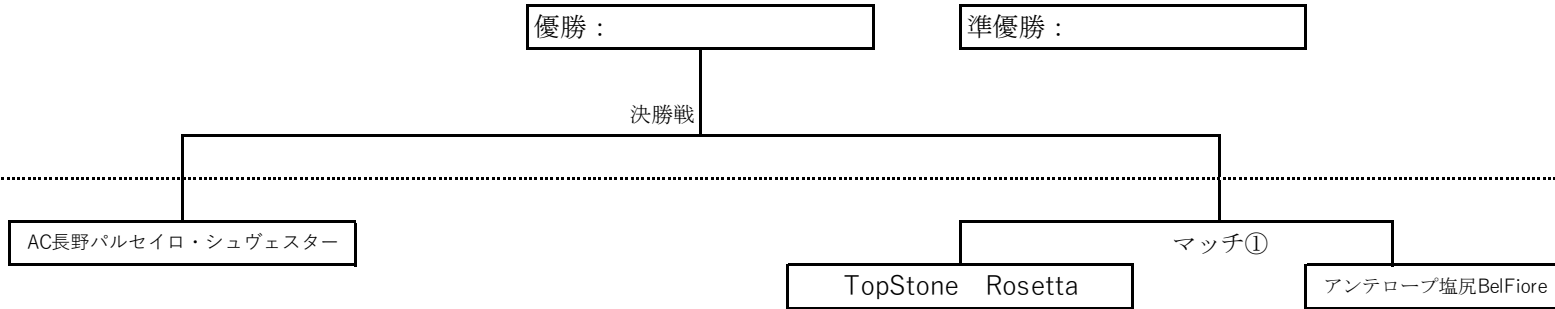 優勝：
準優勝：
決勝戦
AC長野パルセイロ・シュヴェスター
マッチ①
TopStone　Rosetta
アンテロープ塩尻BelFiore